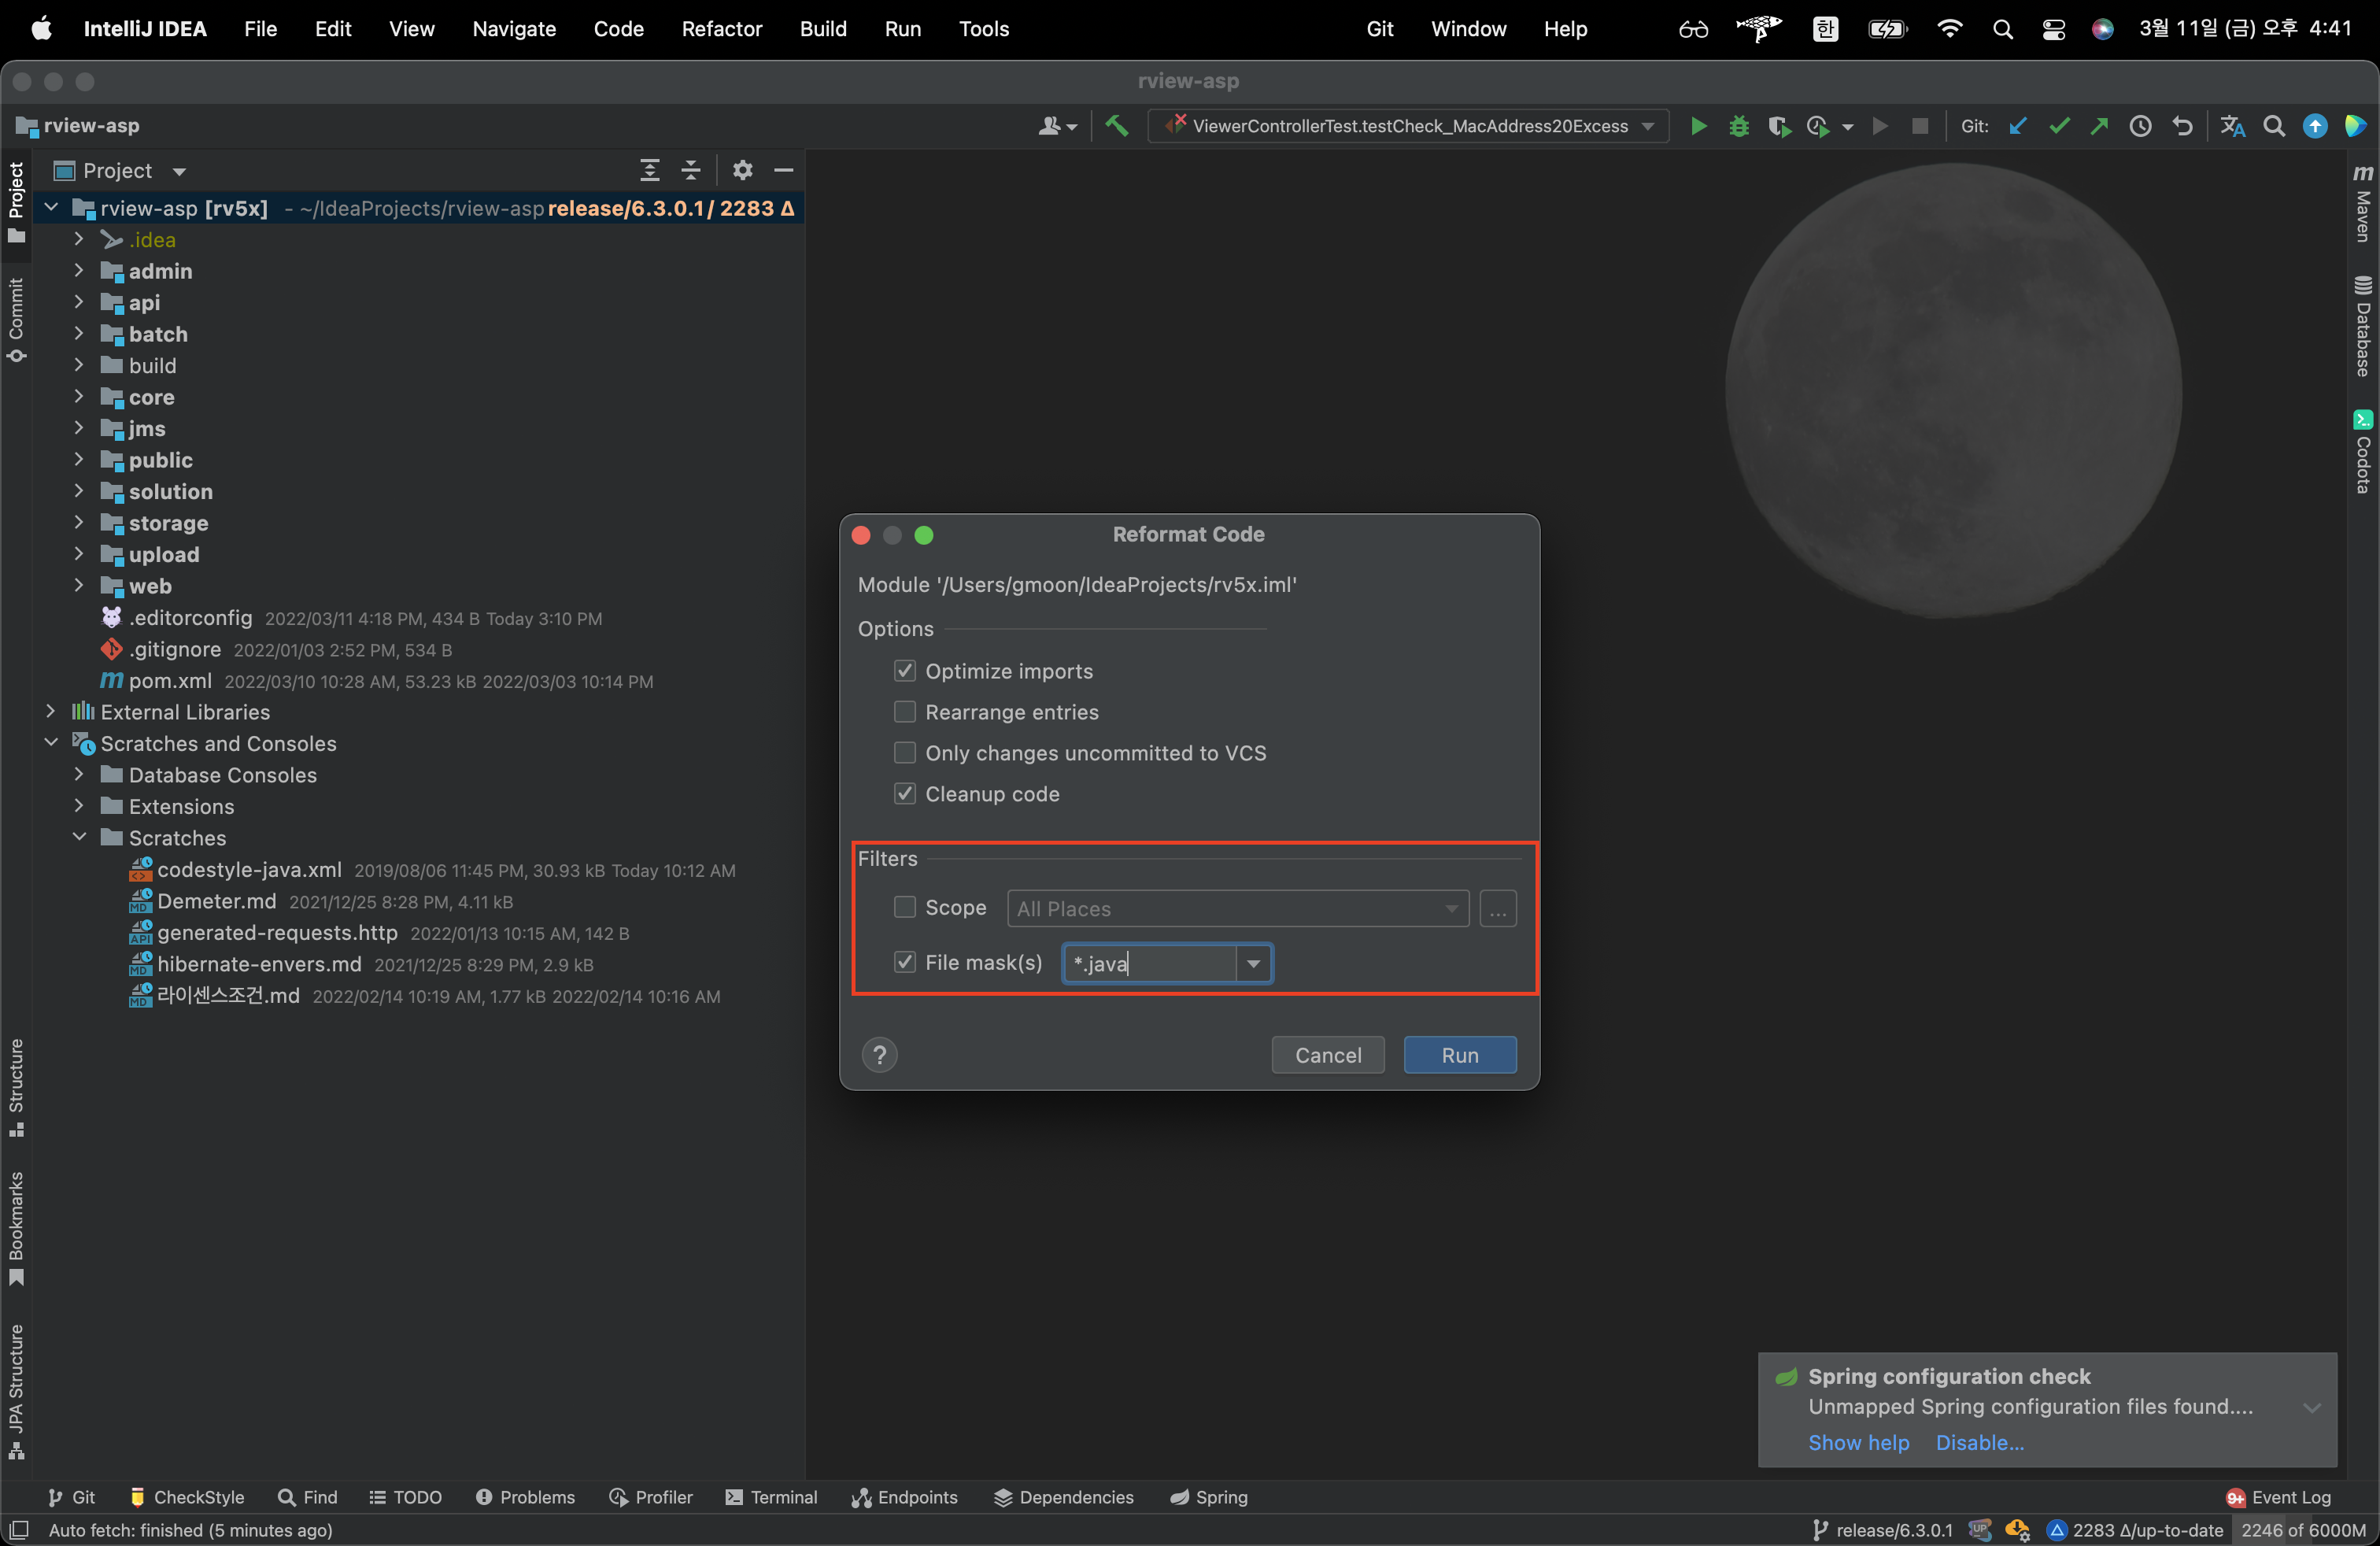 IntelliJ IDEA File Edit View Navigate Code Refactor Build Run Tools Git Window Help 한 3월 11일 (금) 오후 4:41
rview-asp
rview-asp ViewerControllerTest.testCheck_MacAddress20Excess Git:
Project
Project
Commit
Structure
Bookmarks
JPA Structure
rview-asp [rv5x] - ~/IdeaProjects/rview-asp release/6.3.0.1 / 2283 Δ
.idea
admin
api
batch
build
core
jms
public
solution
storage
upload
web
.editorconfig 2022/03/11 4:18 PM, 434 B Today 3:10 PM
.gitignore 2022/01/03 2:52 PM, 534 B
pom.xml 2022/03/10 10:28 AM, 53.23 kB 2022/03/03 10:14 PM
External Libraries
Scratches and Consoles
Database Consoles
Extensions
Scratches
codestyle-java.xml 2019/08/06 11:45 PM, 30.93 kB Today 10:12 AM
Demeter.md 2021/12/25 8:28 PM, 4.11 kB
generated-requests.http 2022/01/13 10:15 AM, 142 B
hibernate-envers.md 2021/12/25 8:29 PM, 2.9 kB
라이센스조건.md 2022/02/14 10:19 AM, 1.77 kB 2022/02/14 10:16 AM
Reformat Code
Module '/Users/gmoon/IdeaProjects/rv5x.iml'
Options
Optimize imports
Rearrange entries
Only changes uncommitted to VCS
Cleanup code
Filters
Scope All Places ...
File mask(s) *.java
? Cancel Run
Maven
Database
Codota
Spring configuration check
Unmapped Spring configuration files found....
Show help Disable...
Git CheckStyle Find TODO Problems Profiler Terminal Endpoints Dependencies Spring 9+ Event Log
Auto fetch: finished (5 minutes ago) release/6.3.0.1 UP 2283 Δ/up-to-date 2246 of 6000M